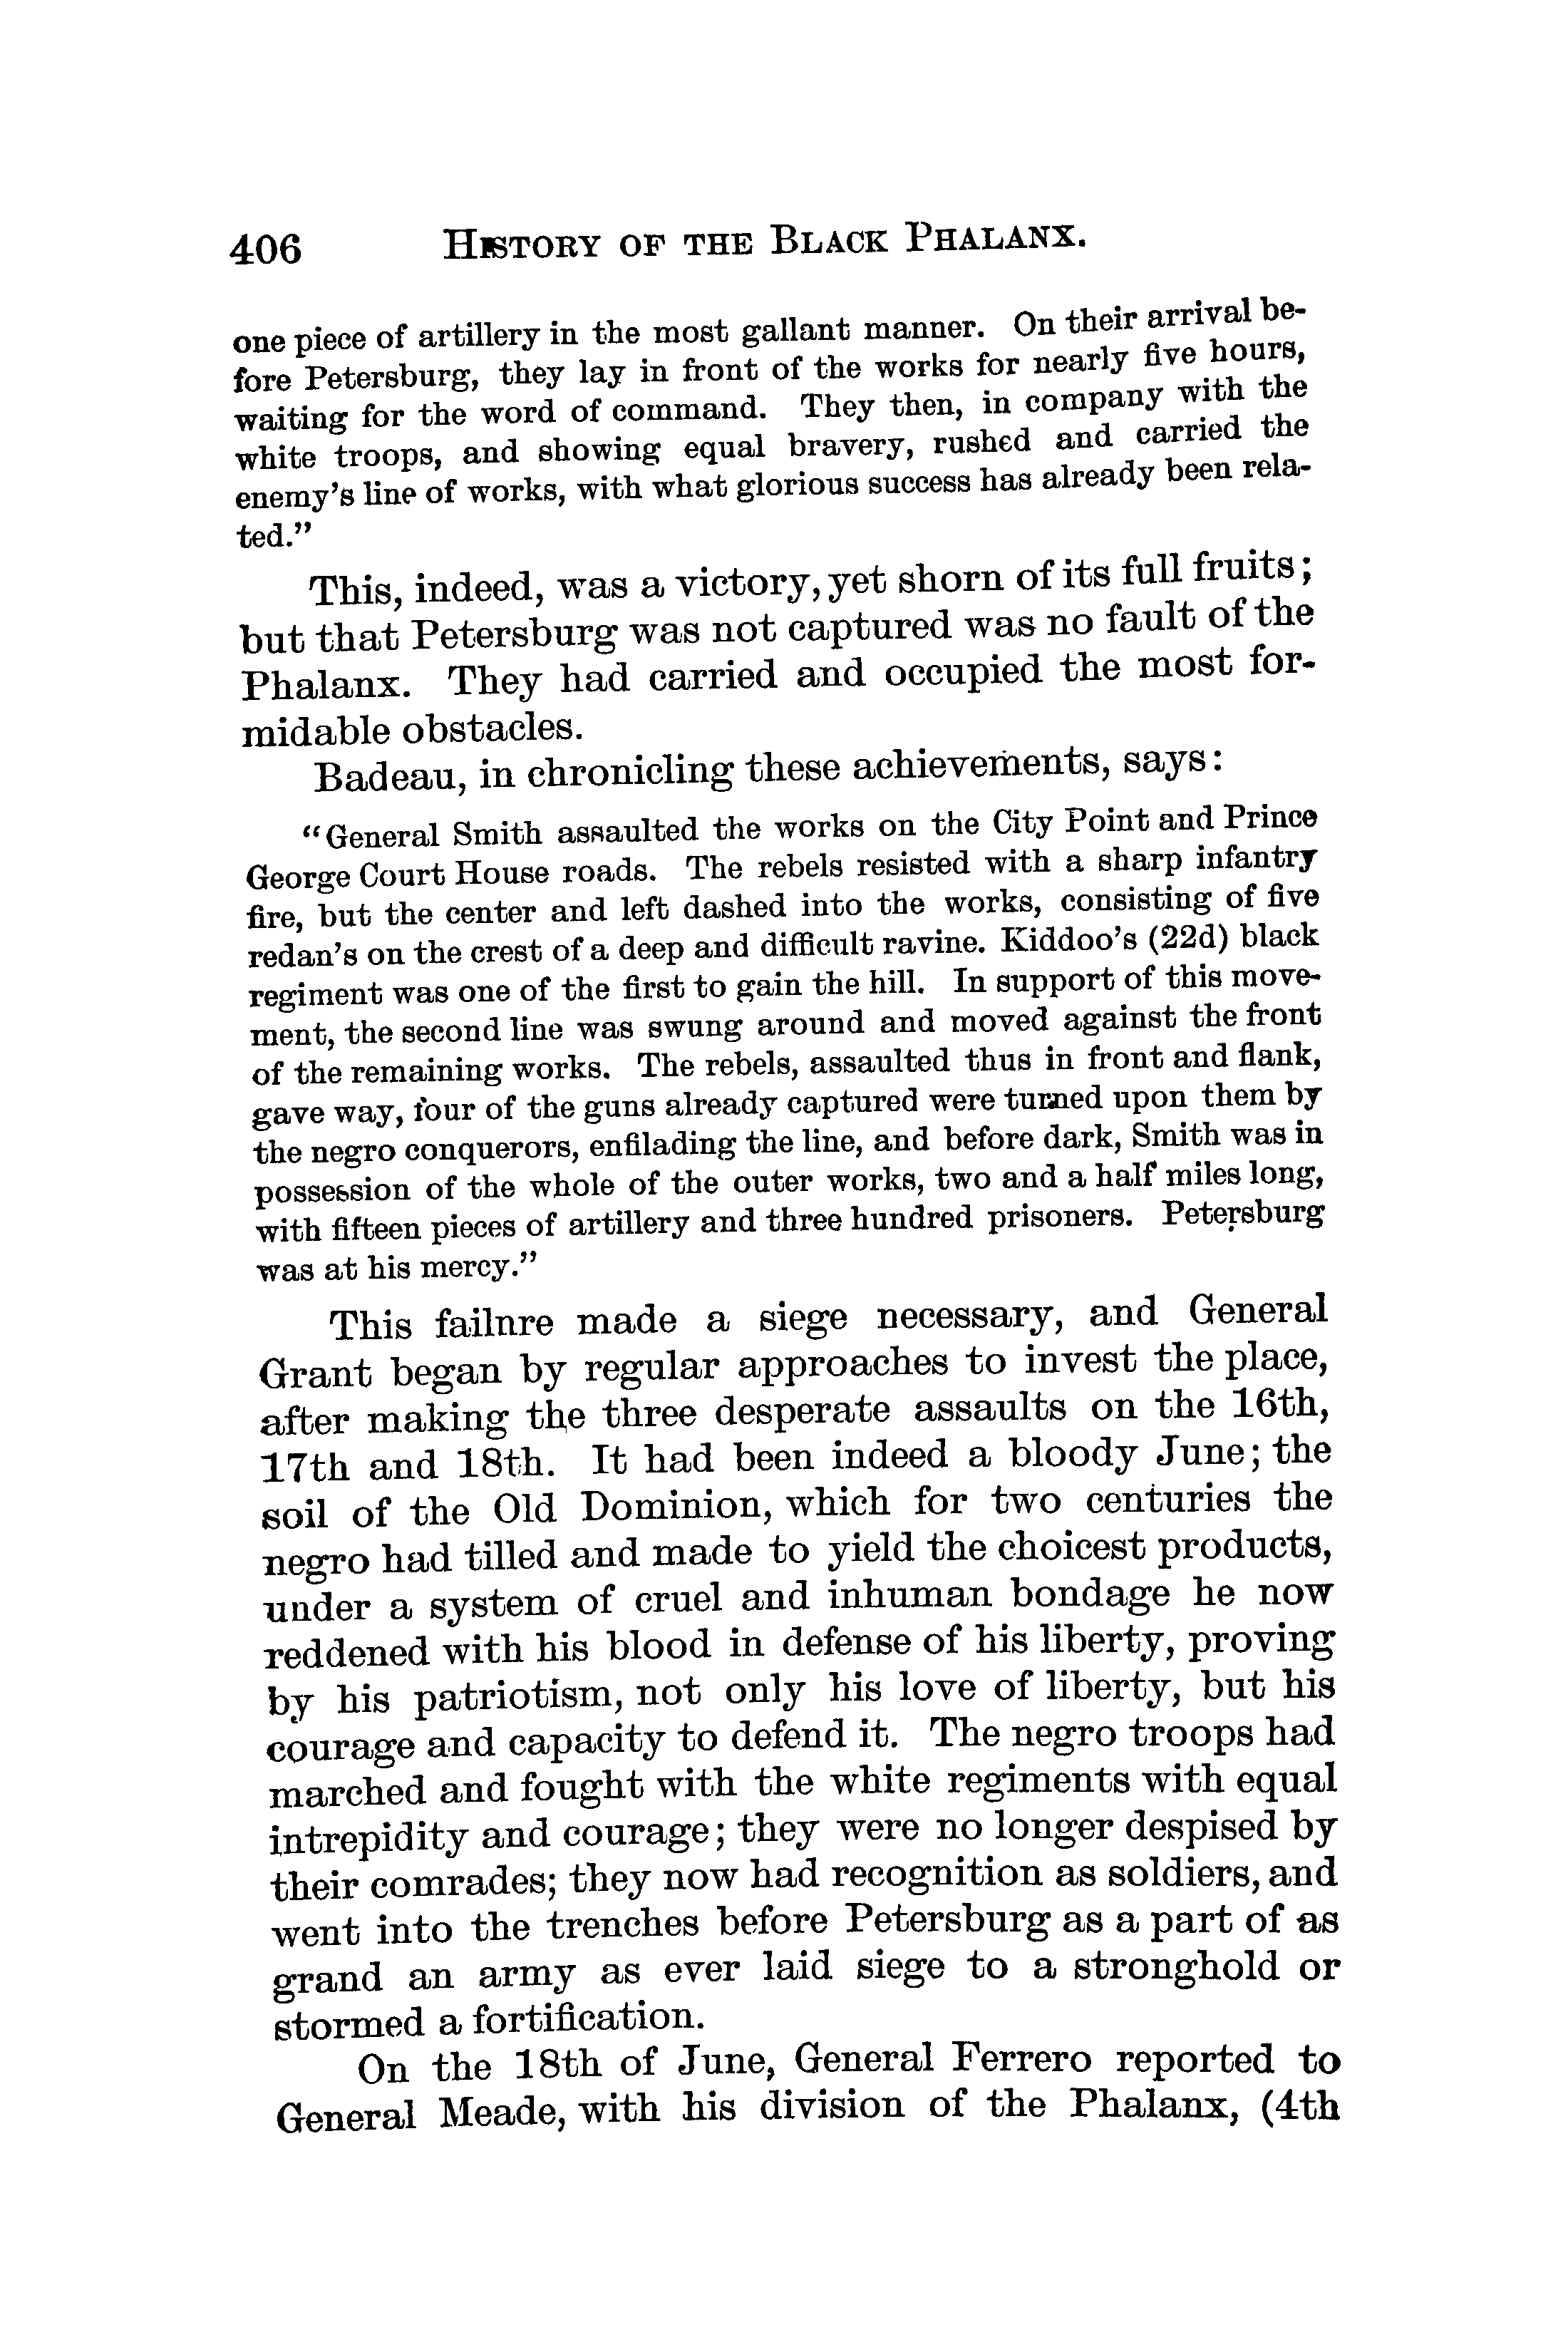 406 HISTORY OF THE BLACK PHALANX.
one piece of artillery in the most gallant manner. On their arrival be-
fore Petersburg, they lay in front of the works for nearly five hours,
waiting for the word of command. They then, in company with the
white troops, and showing equal bravery, rushed and carried the
enemy's line of works, with what glorious success has already been rela-
ted."
This, indeed, was a victory, yet shorn of its full fruits;
but that Petersburg was not captured was no fault of the
Phalanx. They had carried and occupied the most for-
midable obstacles.
Badeau, in chronicling these achievements, says:
"General Smith assaulted the works on the City Point and Prince
George Court House roads. The rebels resisted with a sharp infantry
fire, but the center and left dashed into the works, consisting of five
redan's on the crest of a deep and difficult ravine. Kiddoo's (22d) black
regiment was one of the first to gain the hill. In support of this move-
ment, the second line was swung around and moved against the front
of the remaining works. The rebels, assaulted thus in front and flank,
gave way, four of the guns already captured were turned upon them by
the negro conquerors, enfilading the line, and before dark, Smith was in
possession of the whole of the outer works, two and a half miles long,
with fifteen pieces of artillery and three hundred prisoners. Petersburg
was at his mercy."
This failnre made a siege necessary, and General
Grant began by regular approaches to invest the place,
after making the three desperate assaults on the 16th,
17th and 18th. It had been indeed a bloody June; the
soil of the Old Dominion, which for two centuries the
negro had tilled and made to yield the choicest products,
under a system of cruel and inhuman bondage he now
reddened with his blood in defense of his liberty, proving
by his patriotism, not only his love of liberty, but his
courage and capacity to defend it. The negro troops had
marched and fought with the white regiments with equal
intrepidity and courage; they were no longer despised by
their comrades; they now had recognition as soldiers, and
went into the trenches before Petersburg as a part of as
grand an army as ever laid siege to a stronghold or
stormed a fortification.
On the 18th of June, General Ferrero reported to
General Meade, with his division of the Phalanx, (4th